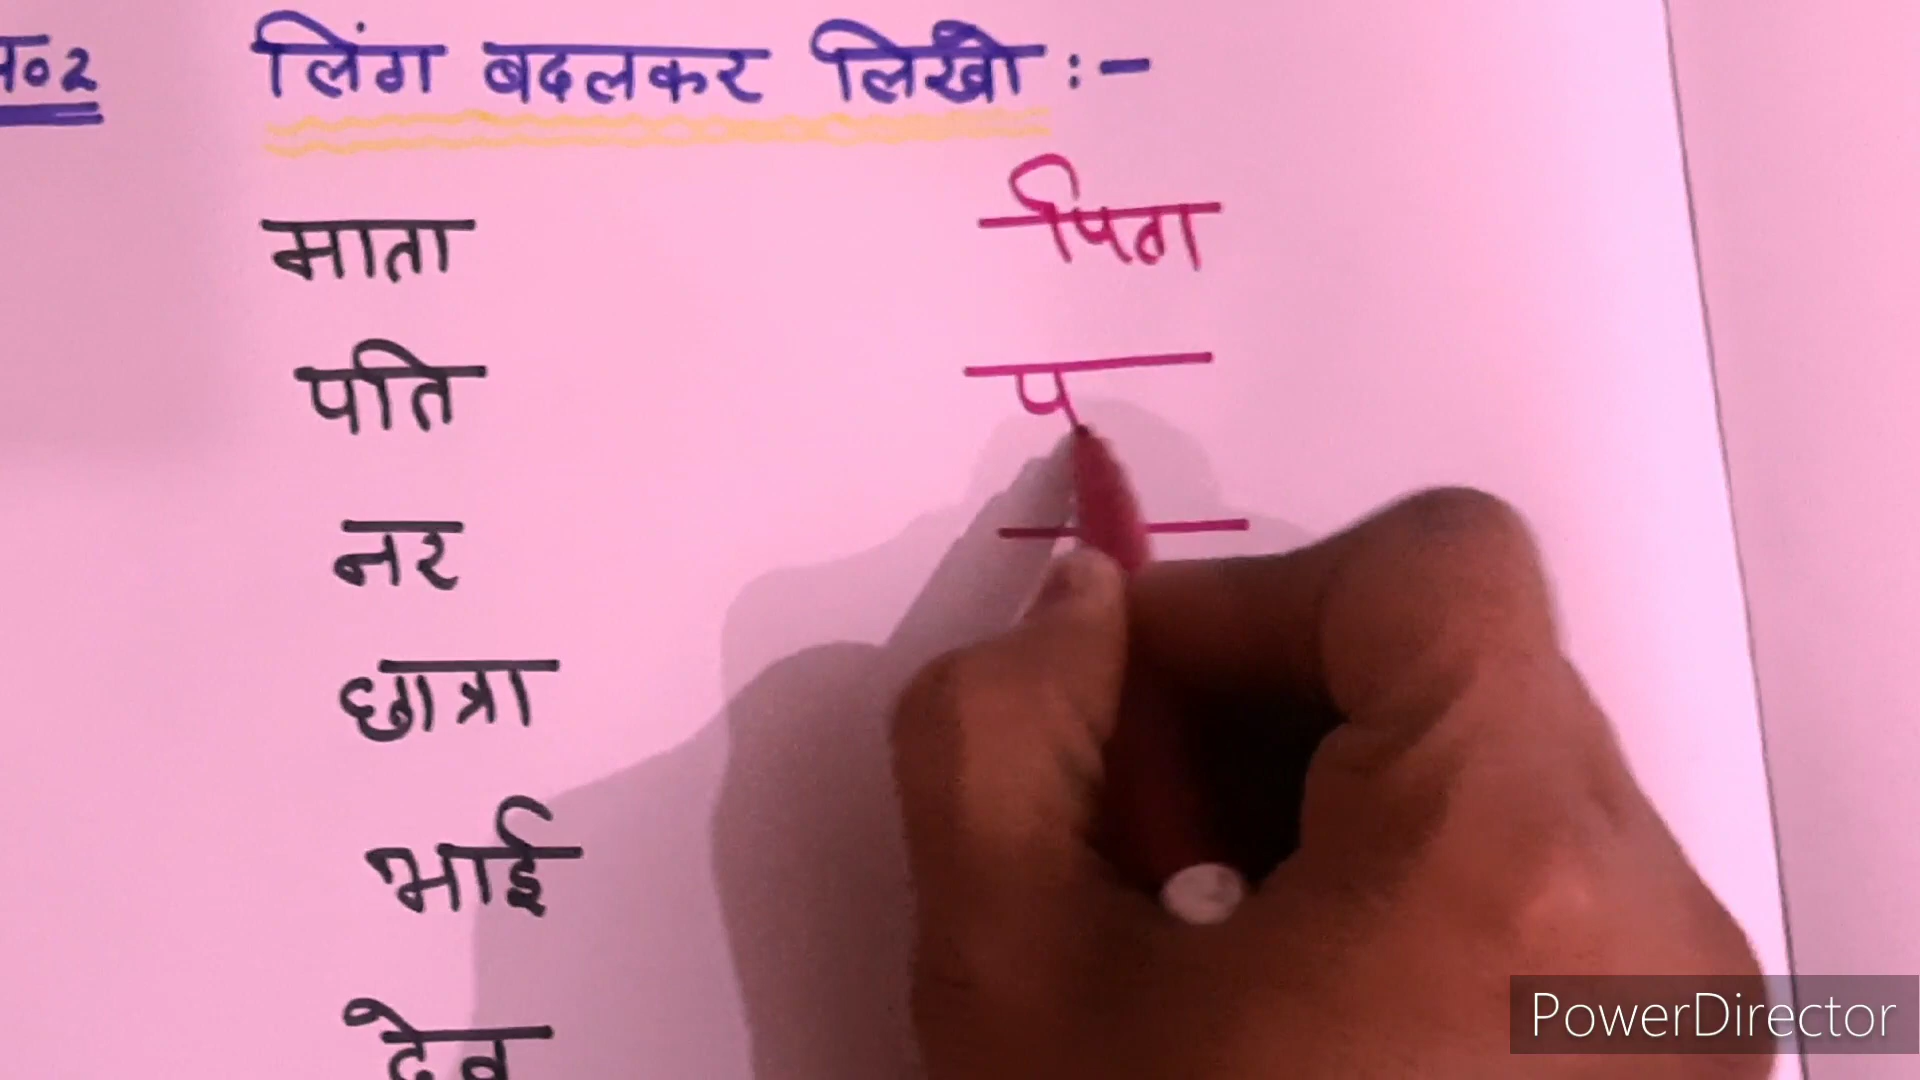 प्र०2 लिंग बदलकर लिखो :-
माता पिता
पति प
नर
छात्रा
भाई
देव
PowerDirector